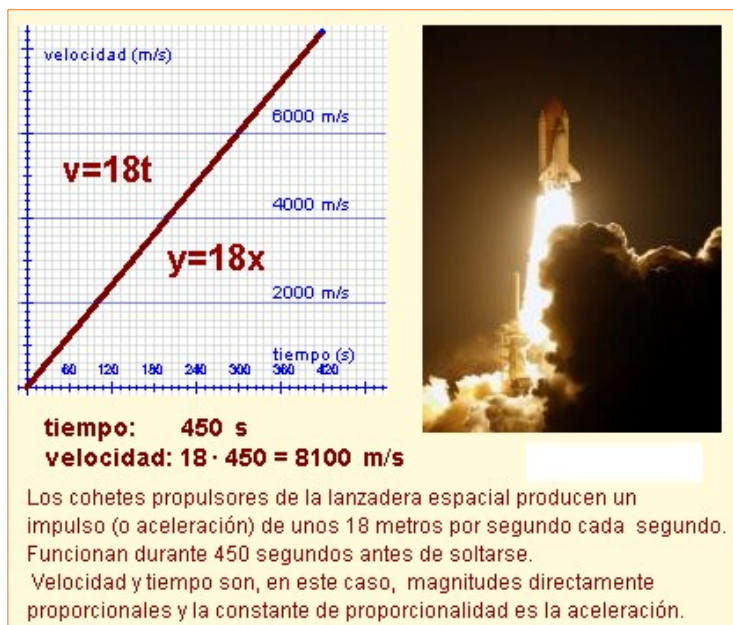 velocidad (m/s)
6000 m/s
v=18t
4000 m/s
y=18x
2000 m/s
tiempo (s)
60 120 180 240 300 360 420
tiempo: 450 s
velocidad: 18 · 450 = 8100 m/s
Los cohetes propulsores de la lanzadera espacial producen un
impulso (o aceleración) de unos 18 metros por segundo cada segundo.
Funcionan durante 450 segundos antes de soltarse.
Velocidad y tiempo son, en este caso, magnitudes directamente
proporcionales y la constante de proporcionalidad es la aceleración.